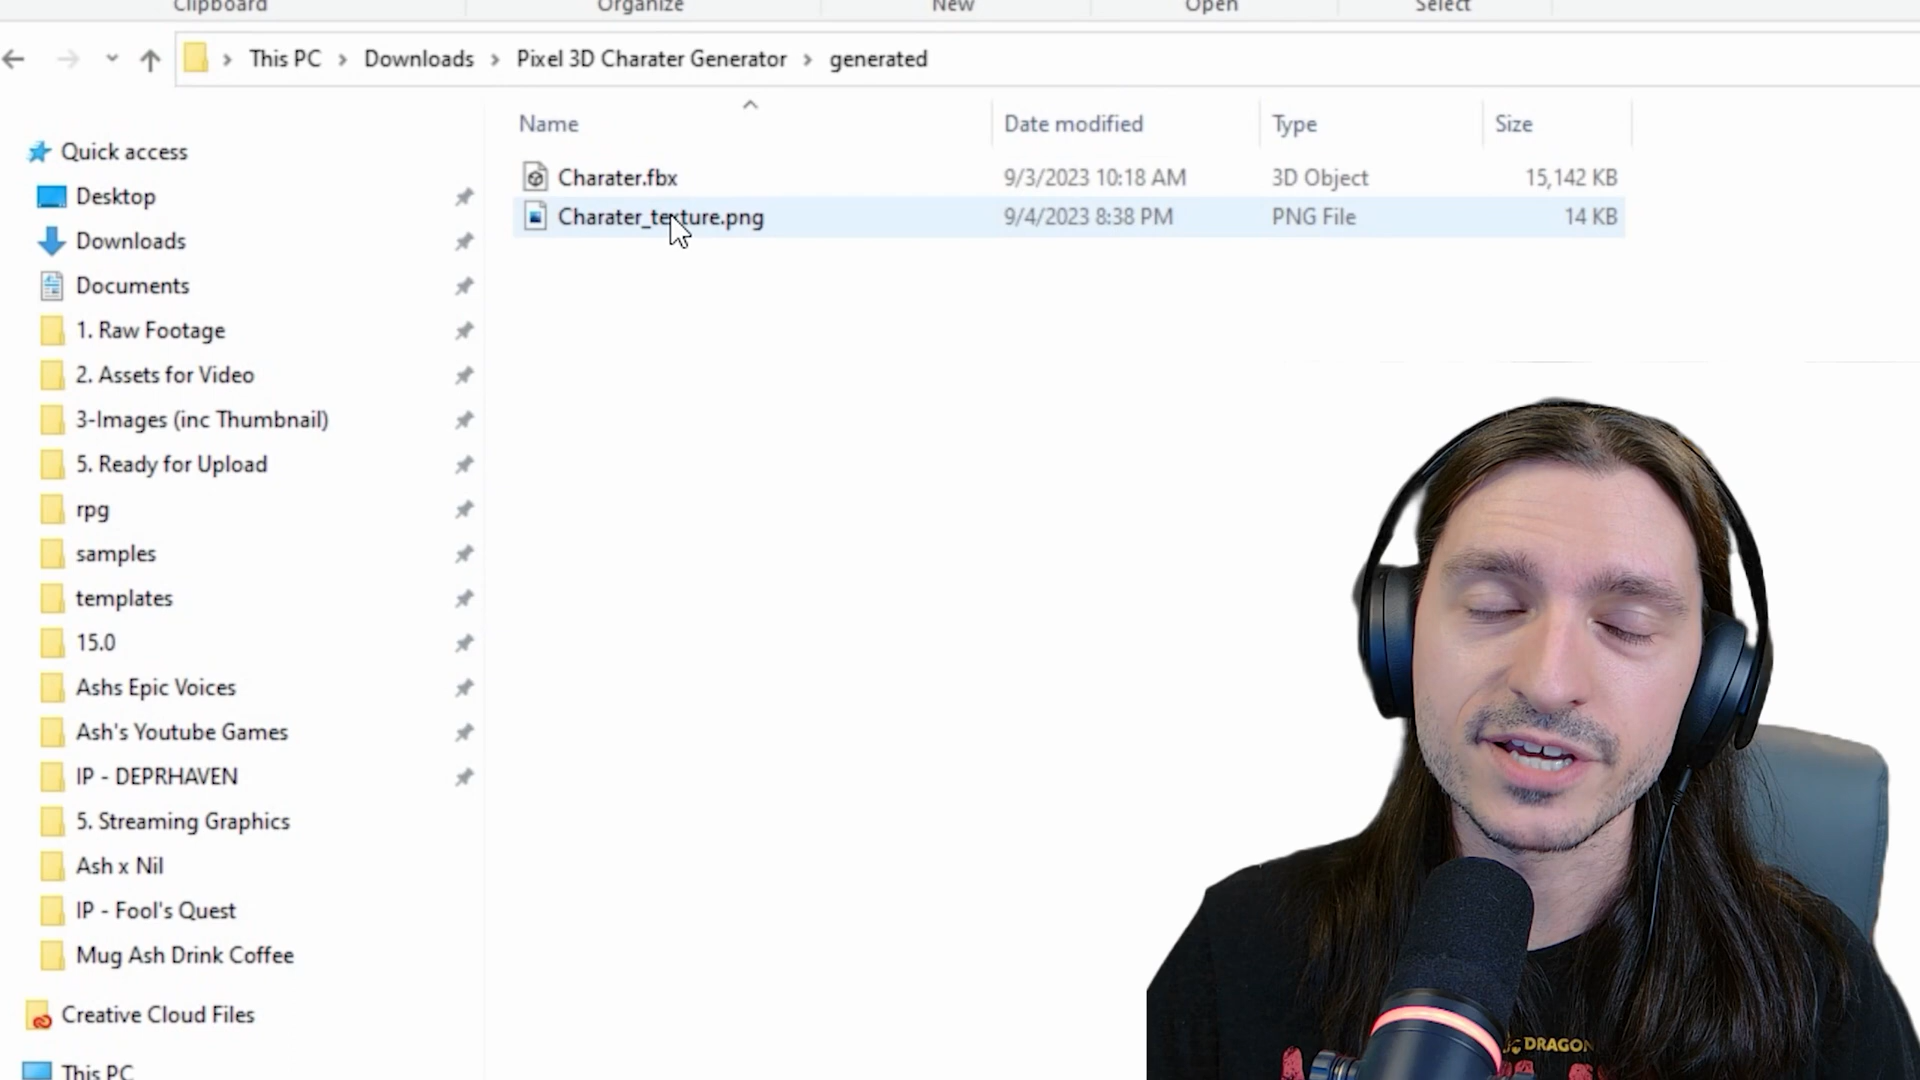 Clipboard
Organize
New
Open
Select
This PC > Downloads > Pixel 3D Charater Generator > generated
Name
Date modified
Type
Size
Charater.fbx
9/3/2023 10:18 AM
3D Object
15,142 KB
Charater_texture.png
9/4/2023 8:38 PM
PNG File
14 KB
Quick access
Desktop
Downloads
Documents
1. Raw Footage
2. Assets for Video
3-Images (inc Thumbnail)
5. Ready for Upload
rpg
samples
templates
15.0
Ashs Epic Voices
Ash's Youtube Games
IP - DEPRHAVEN
5. Streaming Graphics
Ash x Nil
IP - Fool's Quest
Mug Ash Drink Coffee
Creative Cloud Files
This PC
DRAGON